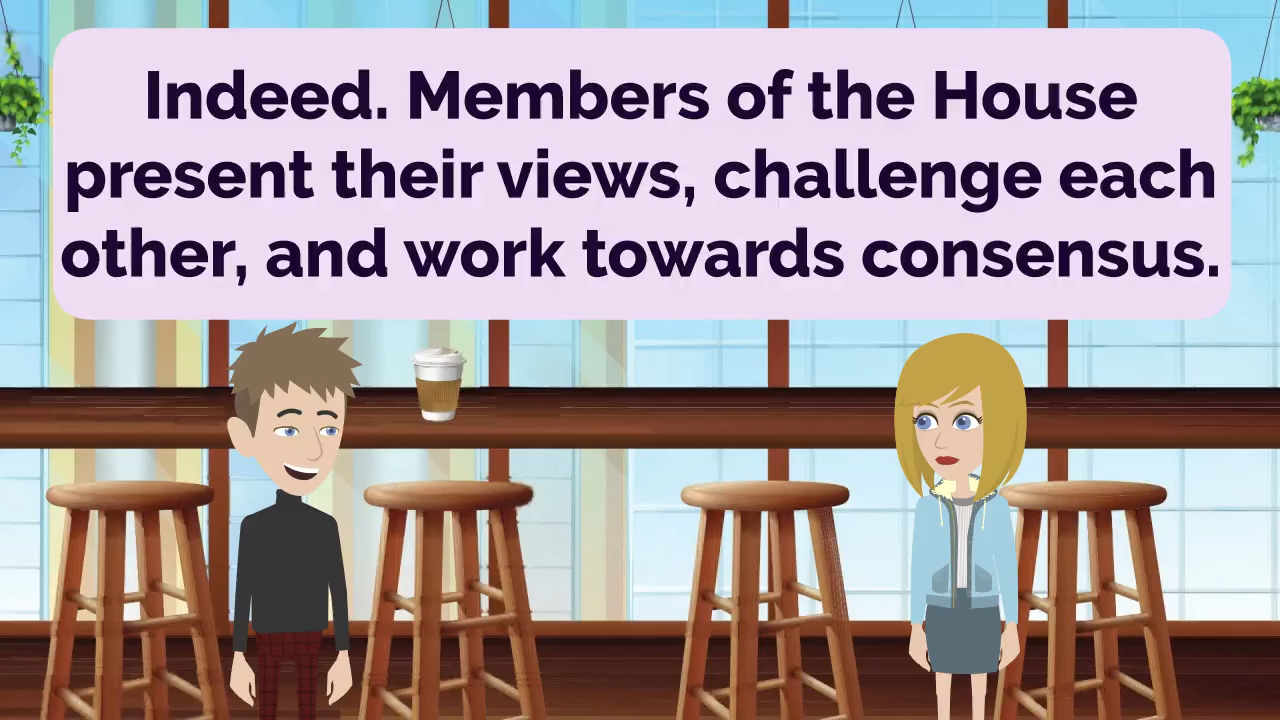 Indeed. Members of the House
present their views, challenge each
other, and work towards consensus.